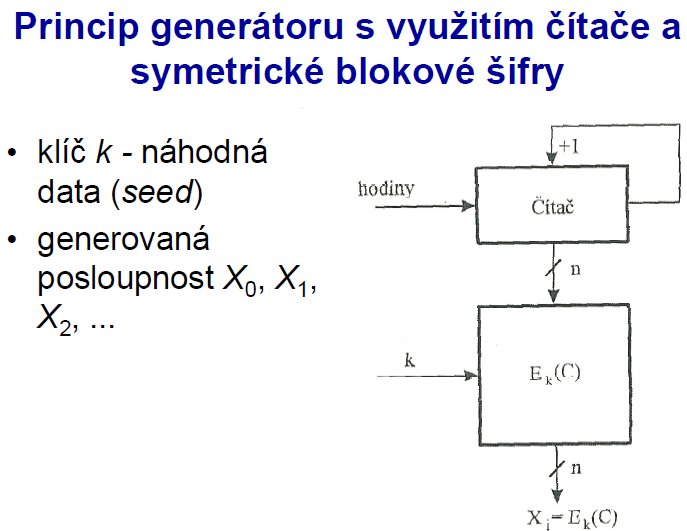 Princip generátoru s využitím čítače a
symetrické blokové šifry
• klíč k - náhodná
data (seed)
• generovaná
posloupnost X0, X1,
X2, ...
+1
hodiny
Čítač
n
k
Ek(C)
n
Xi = Ek(C)